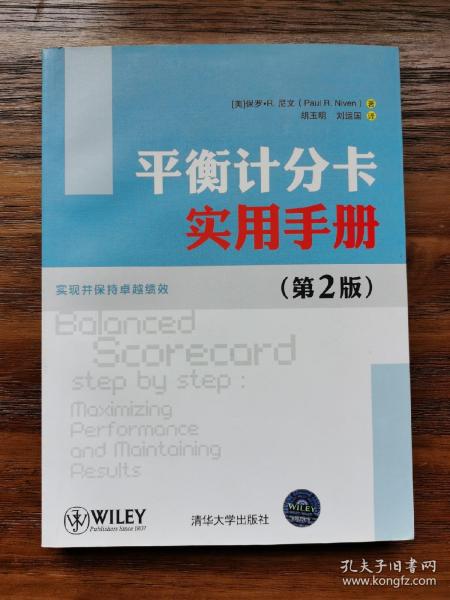 [美]保罗·R. 尼文（Paul R. Niven） 著
胡玉明 刘运国 译
平衡计分卡
实用手册
（第2版）
实现并保持卓越绩效
Balanced
Scorecard
step by step :
Maximizing
Performance
and Maintaining
Results
WILEY
Publishers Since 1807
清华大学出版社
WILEY
孔夫子旧书网
www.kongfz.com